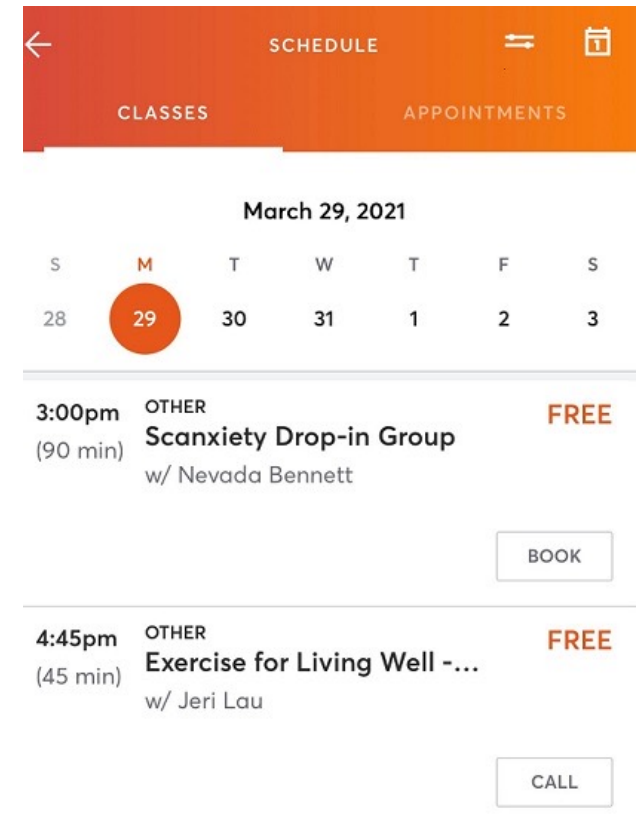 SCHEDULE
1
CLASSES APPOINTMENTS
March 29, 2021
S M T W T F S
28 29 30 31 1 2 3
3:00pm OTHER FREE
Scanxiety Drop-in Group
(90 min)
w/ Nevada Bennett
BOOK
4:45pm OTHER FREE
Exercise for Living Well -...
(45 min)
w/ Jeri Lau
CALL